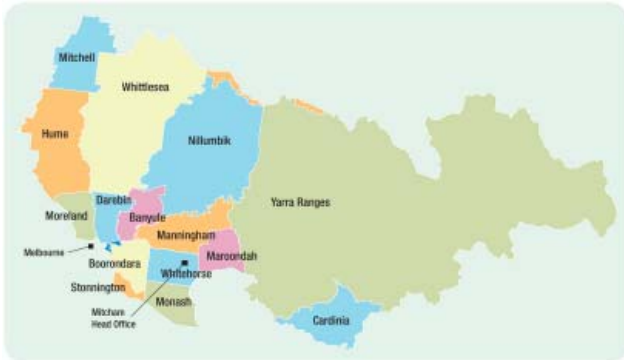 Mitchell
Whittlesea
Hume
Nillumbik
Darebin
Yarra Ranges
Moreland
Banyule
Manningham
Melbourne
Maroondah
Boorondara
Whitehorse
Stonnington
Monash
Mitcham
Head Office
Cardinia